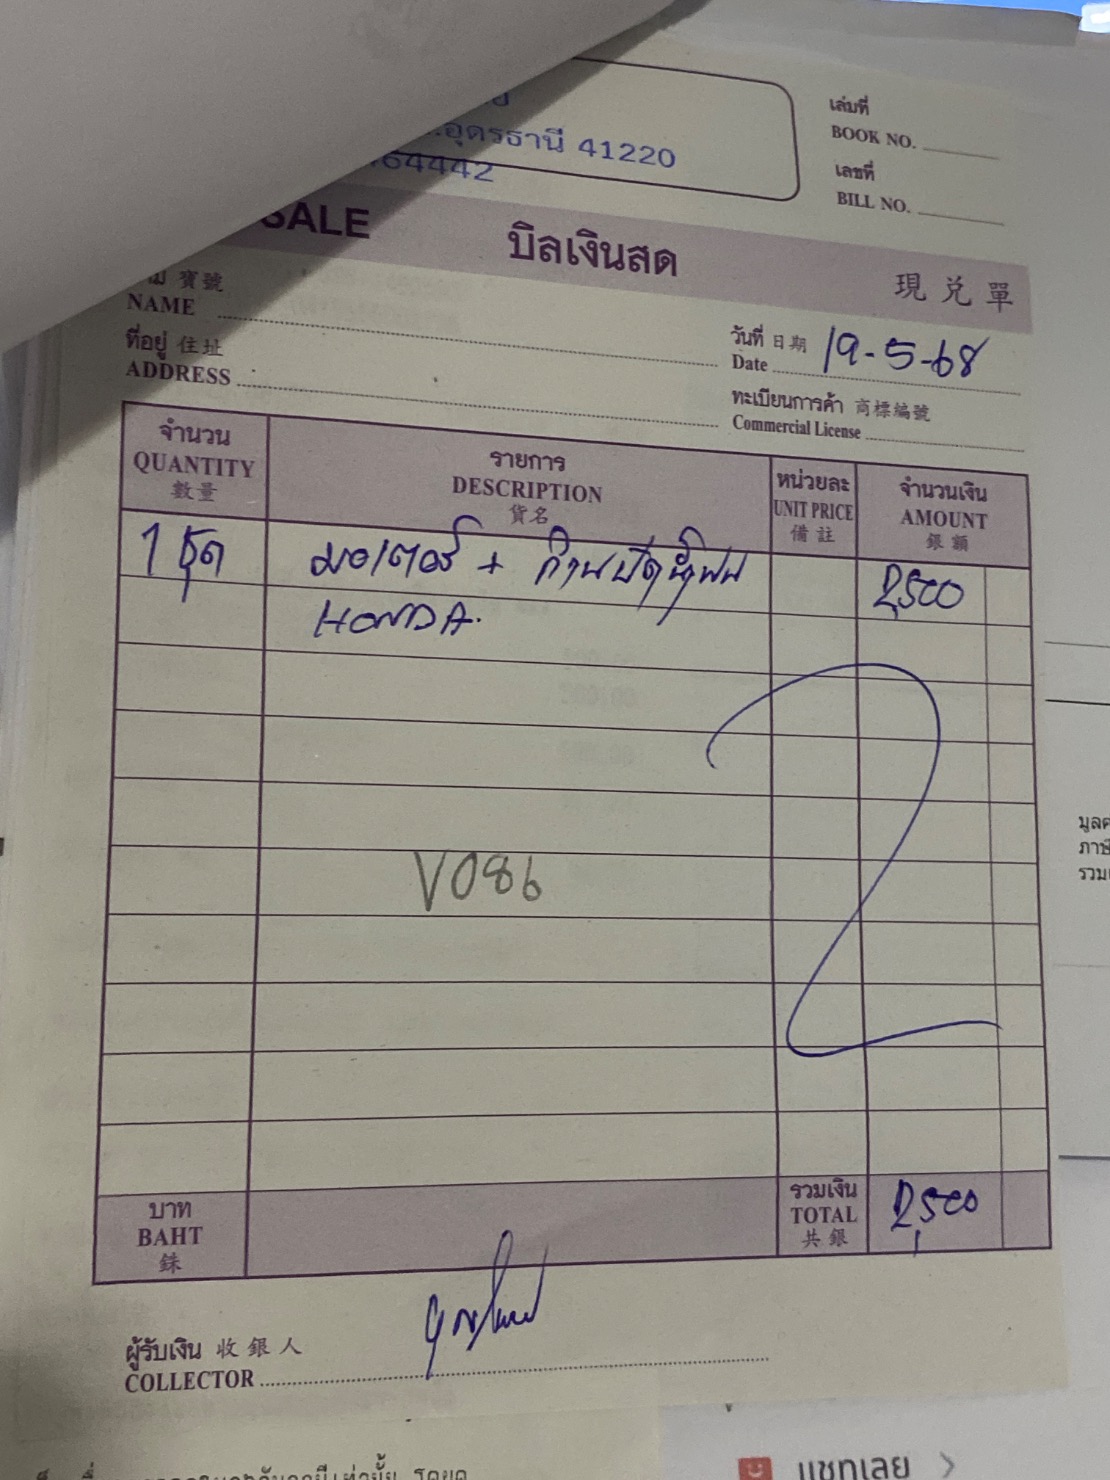 อุดรธานี 41220
64442
เล่มที่
BOOK NO.
เลขที่
BILL NO.
SALE บิลเงินสด 現兑單
寶號
NAME
ที่อยู่ 住址
ADDRESS
วันที่ 日期
Date 19-5-68
ทะเบียนการค้า 商標編號
Commercial License
จำนวน รายการ หน่วยละ จำนวนเงิน
QUANTITY DESCRIPTION UNIT PRICE AMOUNT
數量 貨名 備註 銀額
1 ชุด มอเตอร์ + ก้านปัดน้ำฝน 2,500
HONDA.
V086
บาท รวมเงิน
BAHT TOTAL 2,500
銖 共銀
ผู้รับเงิน 收銀人
COLLECTOR
แชทเลย >